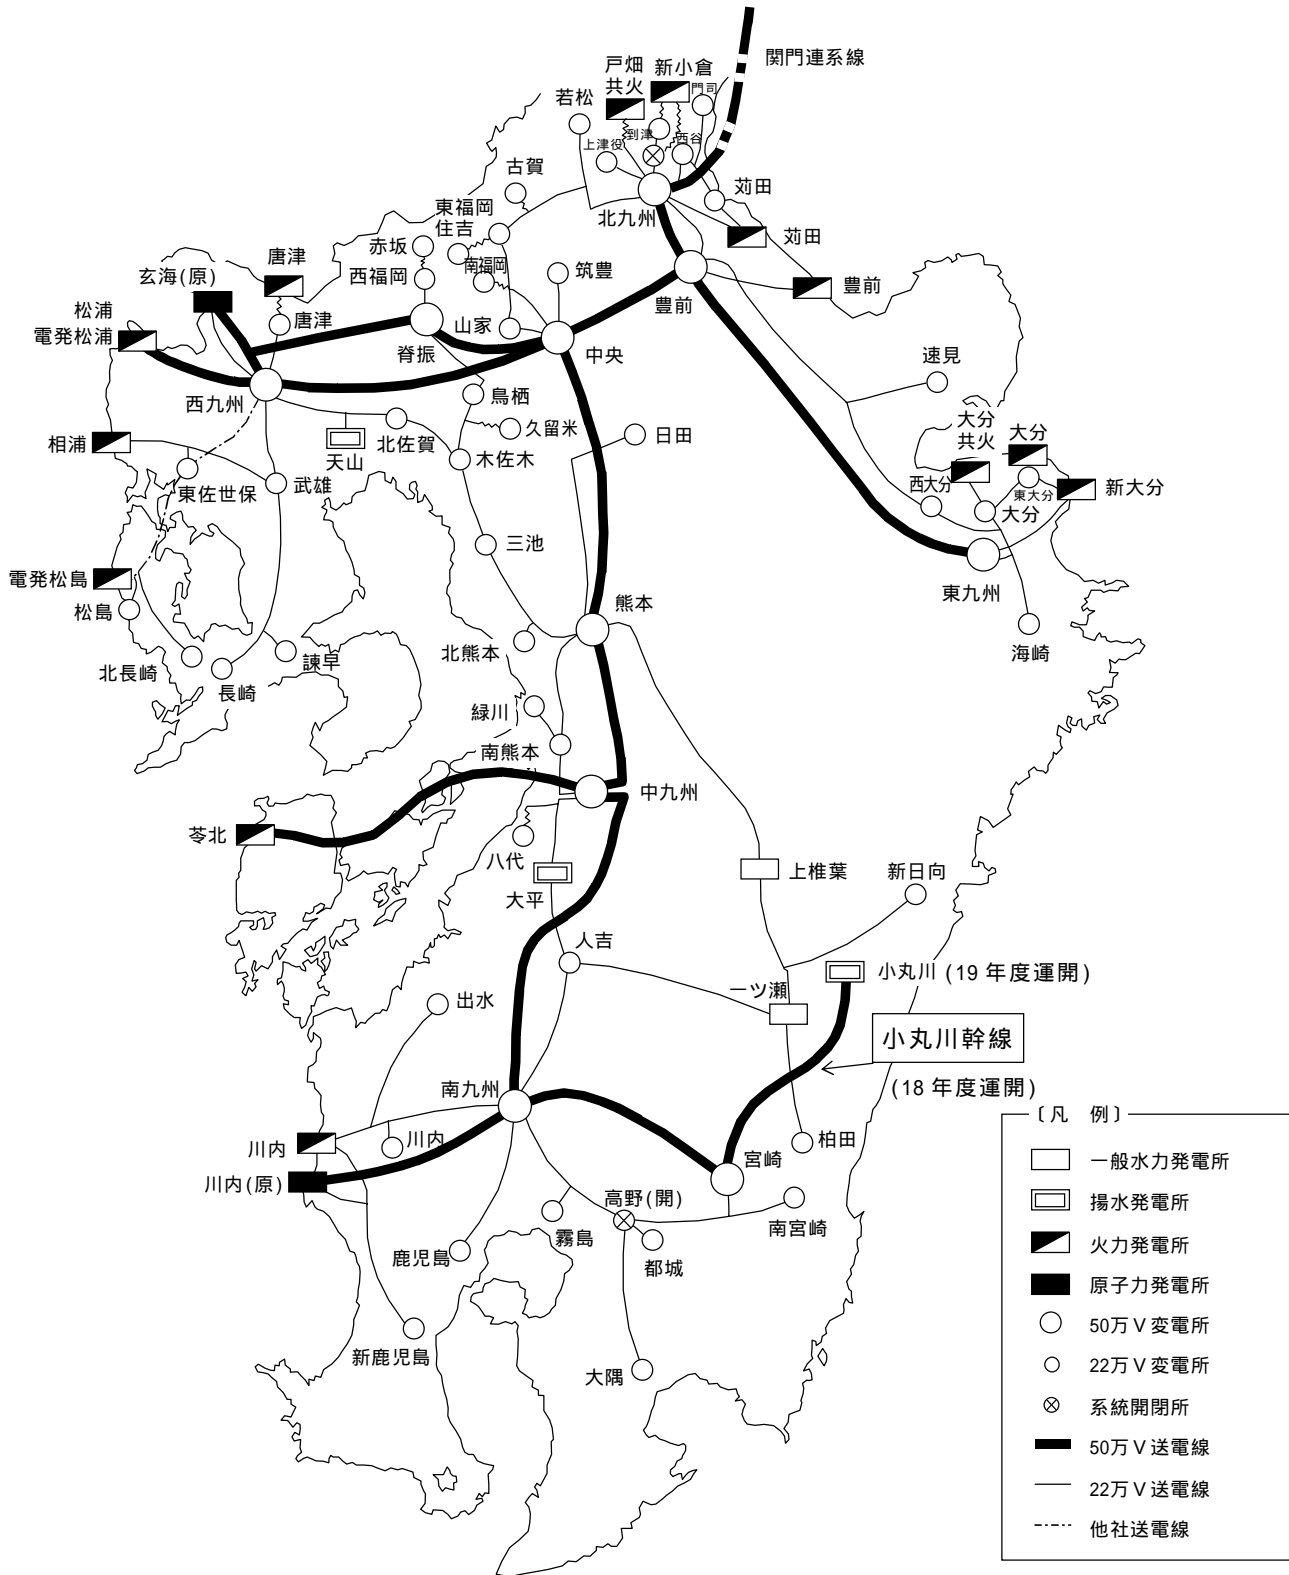 関門連系線
戸畑
共火
新小倉
門司
若松
到津
西谷
上津役
古賀
苅田
北九州
東福岡
住吉
赤坂
南福岡
苅田
唐津
玄海(原)
西福岡
筑豊
豊前
豊前
松浦
電発松浦
唐津
山家
脊振
中央
速見
西九州
鳥栖
大分
共火
大分
相浦
北佐賀
久留米
日田
天山
木佐木
東佐世保
武雄
西大分
東大分
新大分
大分
三池
電発松島
東九州
松島
熊本
北熊本
海崎
北長崎
諫早
長崎
緑川
南熊本
中九州
苓北
八代
上椎葉
新日向
大平
人吉
小丸川 (19 年度運開)
一ツ瀬
出水
小丸川幹線
(18 年度運開)
南九州
川内
川内
宮崎
柏田
川内(原)
高野(開)
霧島
南宮崎
鹿児島
都城
新鹿児島
大隅
〔凡 例〕
一般水力発電所
揚水発電所
火力発電所
原子力発電所
50万Ｖ変電所
22万Ｖ変電所
系統開閉所
50万Ｖ送電線
22万Ｖ送電線
他社送電線